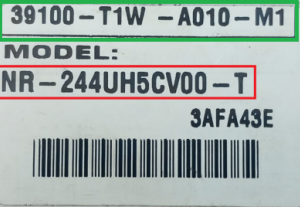 39100-T1W-A010-M1
MODEL:
NR-244UH5CV00-T
3AFA43E